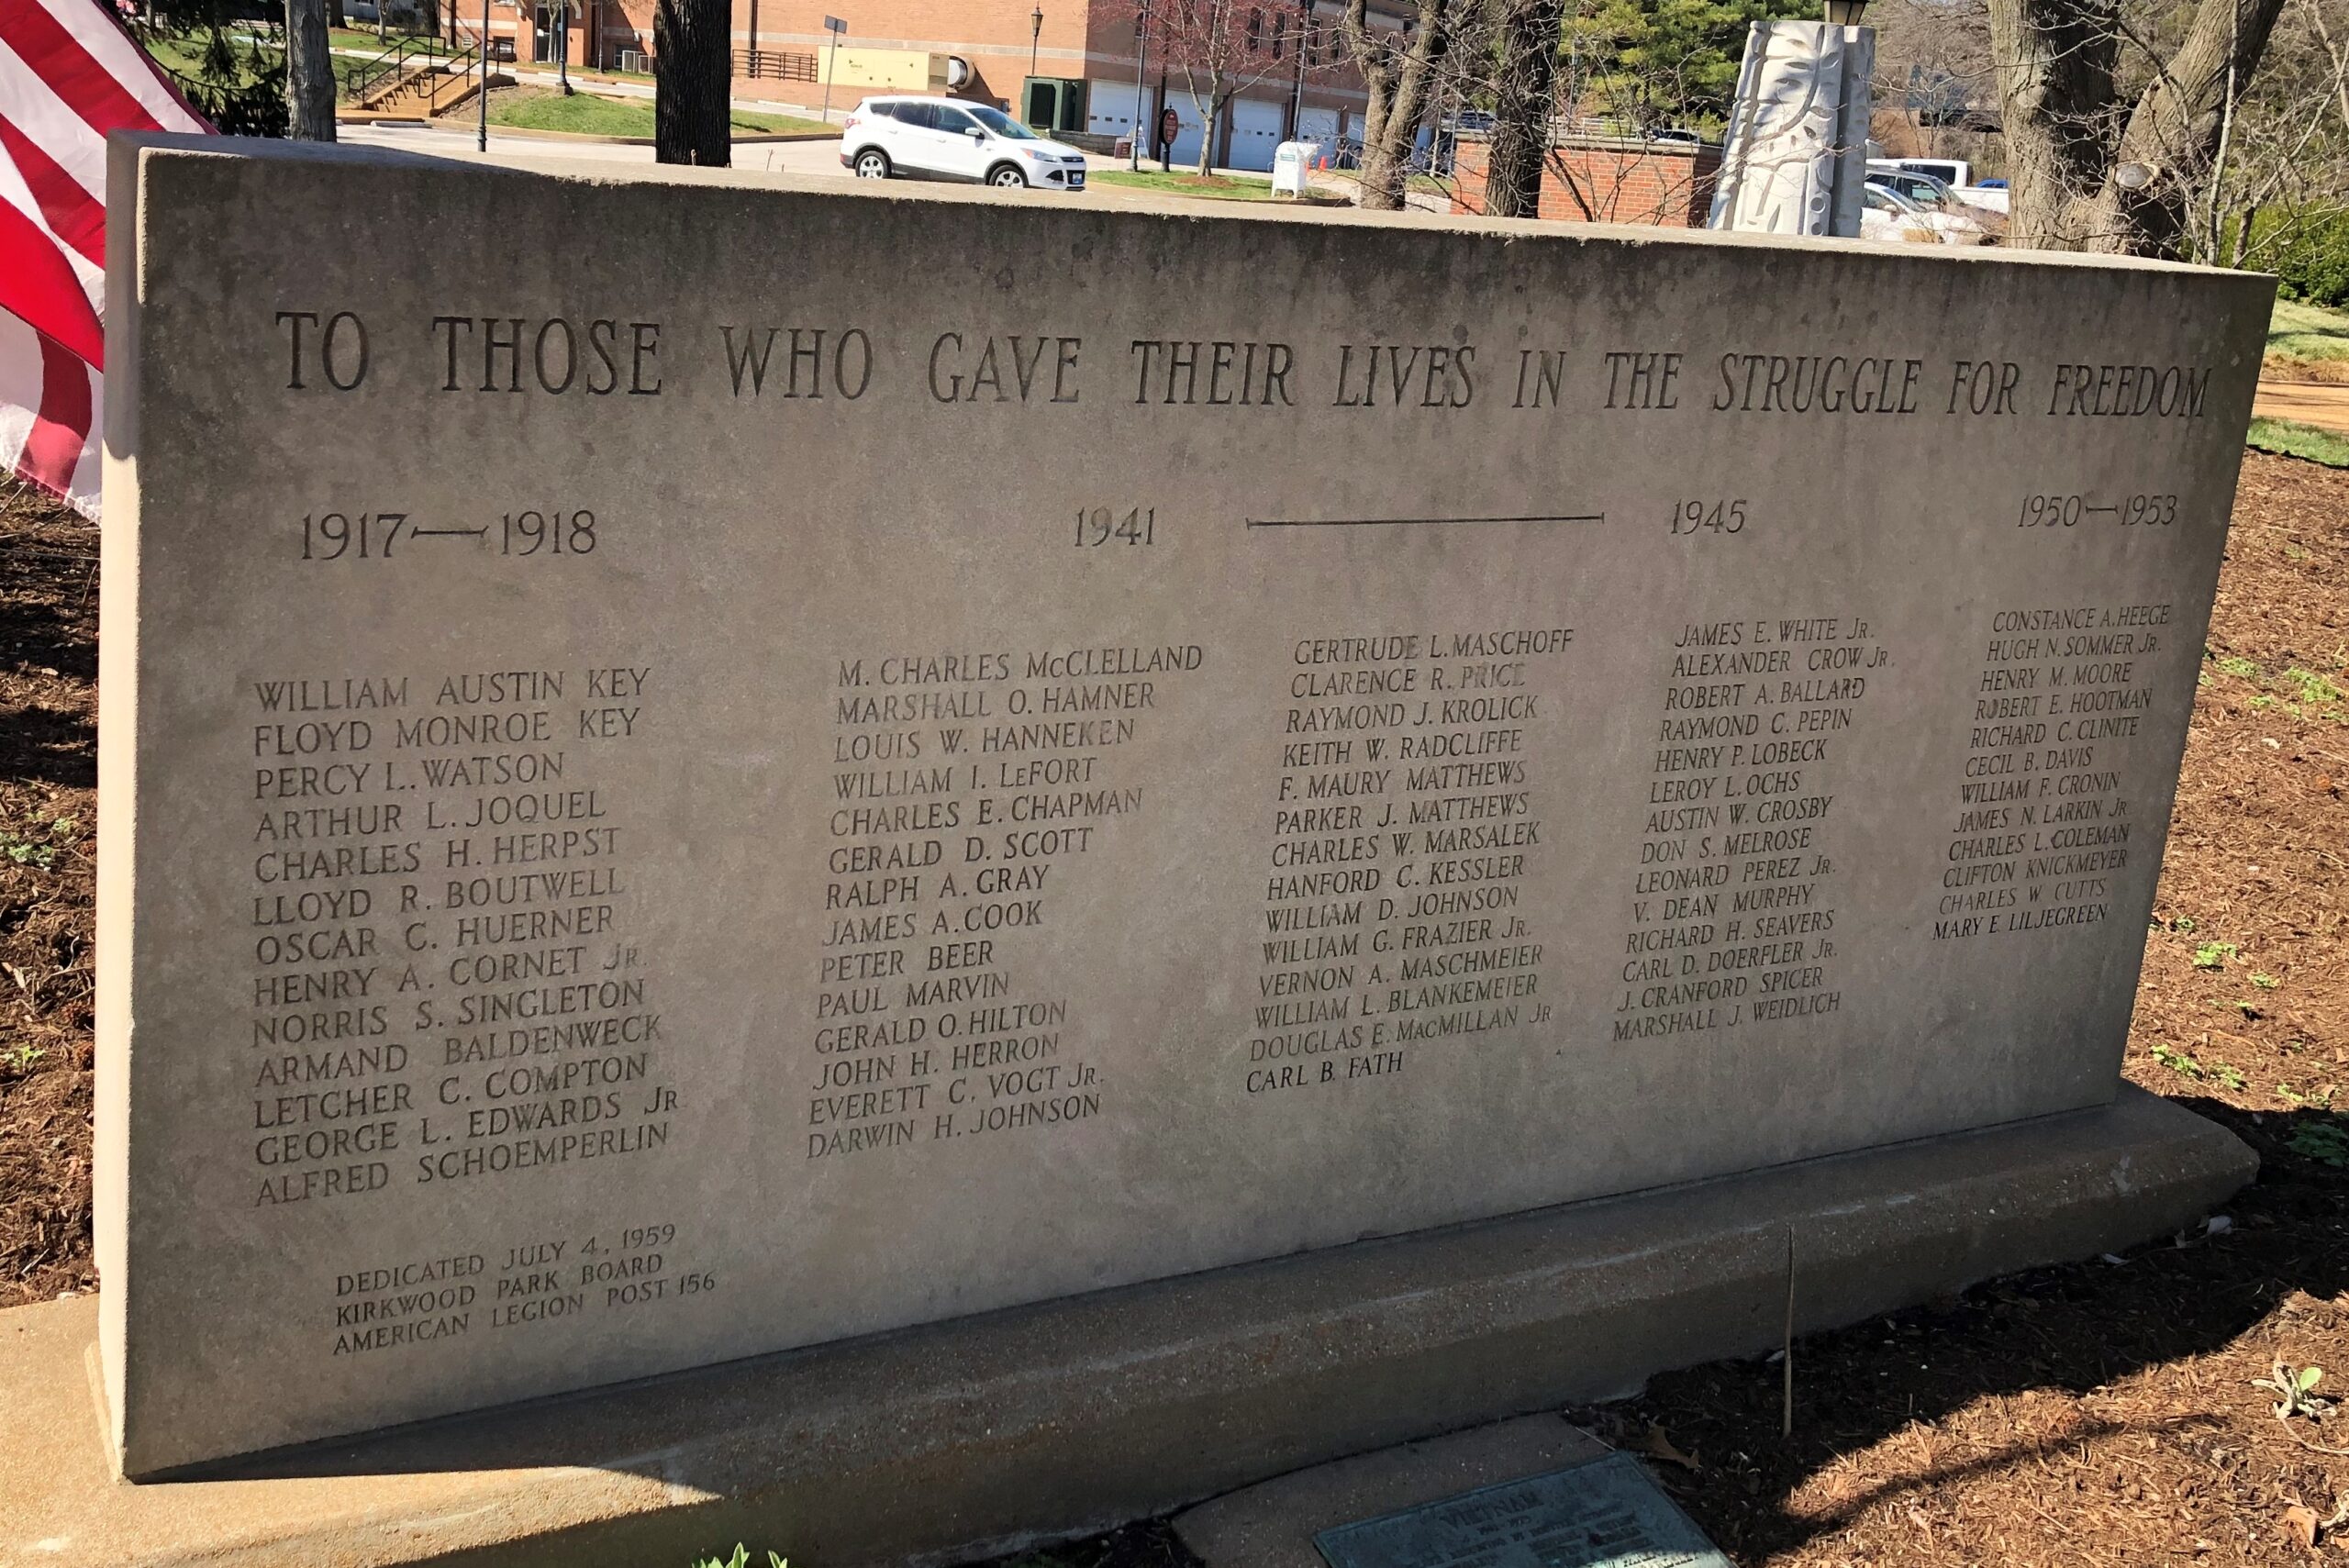 TO THOSE WHO GAVE THEIR LIVES IN THE STRUGGLE FOR FREEDOM
1917—1918
WILLIAM AUSTIN KEY
FLOYD MONROE KEY
PERCY L. WATSON
ARTHUR L. JOQUEL
CHARLES H. HERPST
LLOYD R. BOUTWELL
OSCAR C. HUERNER
HENRY A. CORNET JR.
NORRIS S. SINGLETON
ARMAND BALDENWECK
LETCHER C. COMPTON
GEORGE L. EDWARDS JR
ALFRED SCHOEMPERLIN
1941 — 1945
M. CHARLES McCLELLAND
MARSHALL O. HAMNER
LOUIS W. HANNEKEN
WILLIAM I. LeFORT
CHARLES E. CHAPMAN
GERALD D. SCOTT
RALPH A. GRAY
JAMES A. COOK
PETER BEER
PAUL MARVIN
GERALD O. HILTON
JOHN H. HERRON
EVERETT C. VOGT JR.
DARWIN H. JOHNSON
GERTRUDE L. MASCHOFF
CLARENCE R. PRICE
RAYMOND J. KROLICK
KEITH W. RADCLIFFE
F. MAURY MATTHEWS
PARKER J. MATTHEWS
CHARLES W. MARSALEK
HANFORD C. KESSLER
WILLIAM D. JOHNSON
WILLIAM G. FRAZIER JR.
VERNON A. MASCHMEIER
WILLIAM L. BLANKEMEIER
DOUGLAS E. MacMILLAN JR
CARL B. FATH
JAMES E. WHITE JR.
ALEXANDER CROW JR.
ROBERT A. BALLARD
RAYMOND C. PEPIN
HENRY P. LOBECK
LEROY L. OCHS
AUSTIN W. CROSBY
DON S. MELROSE
LEONARD PEREZ JR.
V. DEAN MURPHY
RICHARD H. SEAVERS
CARL D. DOERFLER JR.
J. CRANFORD SPICER
MARSHALL J. WEIDLICH
1950—1953
CONSTANCE A. HEEGE
HUGH N. SOMMER JR.
HENRY M. MOORE
ROBERT E. HOOTMAN
RICHARD C. CLINITE
CECIL B. DAVIS
WILLIAM F. CRONIN
JAMES N. LARKIN JR
CHARLES L. COLEMAN
CLIFTON KNICKMEYER
CHARLES W CUTTS
MARY E. LILJEGREEN
DEDICATED JULY 4, 1959
KIRKWOOD PARK BOARD
AMERICAN LEGION POST 156
VIETNAM